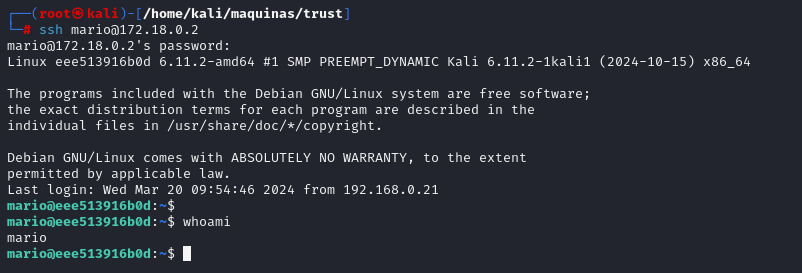 ┌──(root㉿kali)-[/home/kali/maquinas/trust]
└─# ssh mario@172.18.0.2
mario@172.18.0.2's password:
Linux eee513916b0d 6.11.2-amd64 #1 SMP PREEMPT_DYNAMIC Kali 6.11.2-1kali1 (2024-10-15) x86_64

The programs included with the Debian GNU/Linux system are free software;
the exact distribution terms for each program are described in the
individual files in /usr/share/doc/*/copyright.

Debian GNU/Linux comes with ABSOLUTELY NO WARRANTY, to the extent
permitted by applicable law.
Last login: Wed Mar 20 09:54:46 2024 from 192.168.0.21
mario@eee513916b0d:~$
mario@eee513916b0d:~$ whoami
mario
mario@eee513916b0d:~$